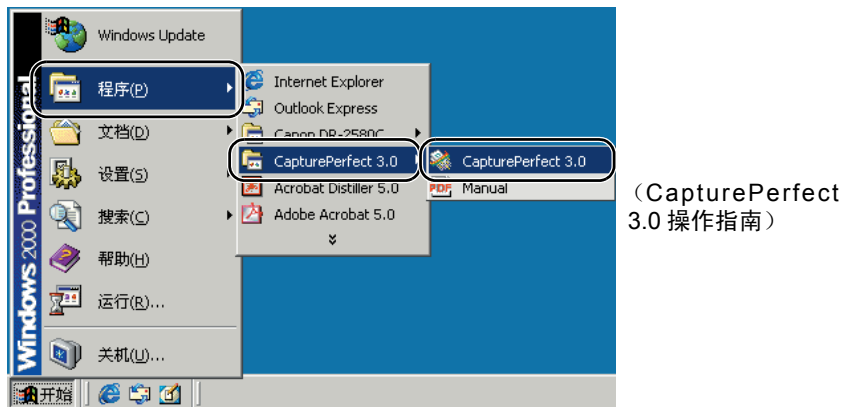 Windows 2000 Professional
Windows Update
程序(P)
文档(D)
设置(S)
搜索(C)
帮助(H)
运行(R)...
关机(U)...
Internet Explorer
Outlook Express
Canon DR-2580C
CapturePerfect 3.0
Acrobat Distiller 5.0
Adobe Acrobat 5.0
CapturePerfect 3.0
PDF Manual
（CapturePerfect
3.0 操作指南）
开始